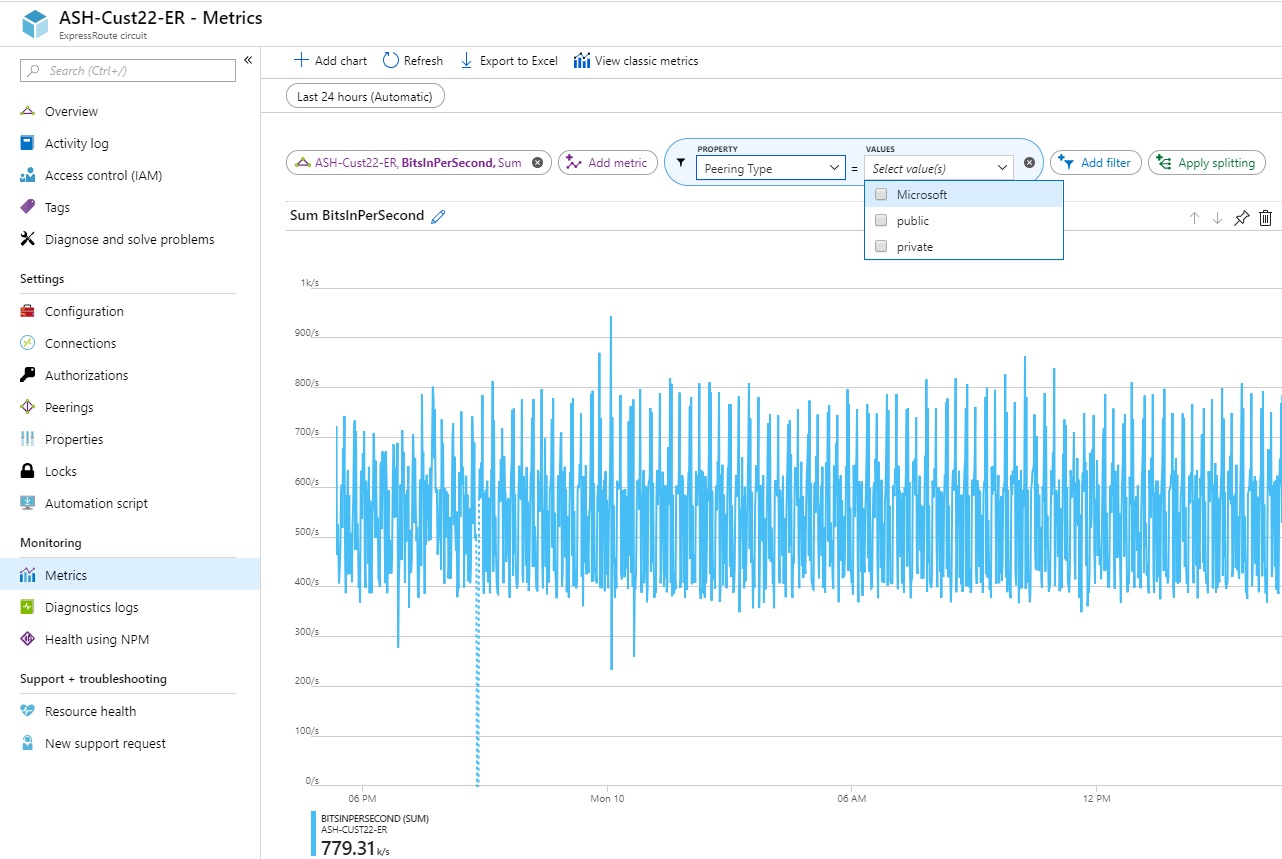 ASH-Cust22-ER - Metrics
ExpressRoute circuit
Search (Ctrl+/)
«
Overview
Activity log
Access control (IAM)
Tags
Diagnose and solve problems
Settings
Configuration
Connections
Authorizations
Peerings
Properties
Locks
Automation script
Monitoring
Metrics
Diagnostics logs
Health using NPM
Support + troubleshooting
Resource health
New support request
Add chart Refresh Export to Excel View classic metrics
Last 24 hours (Automatic)
PROPERTY VALUES
ASH-Cust22-ER, BitsInPerSecond, Sum Add metric Peering Type = Select value(s) Add filter Apply splitting
Microsoft
public
private
Sum BitsInPerSecond
1k/s
900/s
800/s
700/s
600/s
500/s
400/s
300/s
200/s
100/s
0/s
06 PM Mon 10 06 AM 12 PM
BITSINPERSECOND (SUM)
ASH-CUST22-ER
779.31 k/s